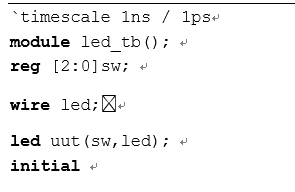 `timescale 1ns / 1ps
module led_tb();
reg [2:0]sw;
wire led;
led uut(sw,led);
initial